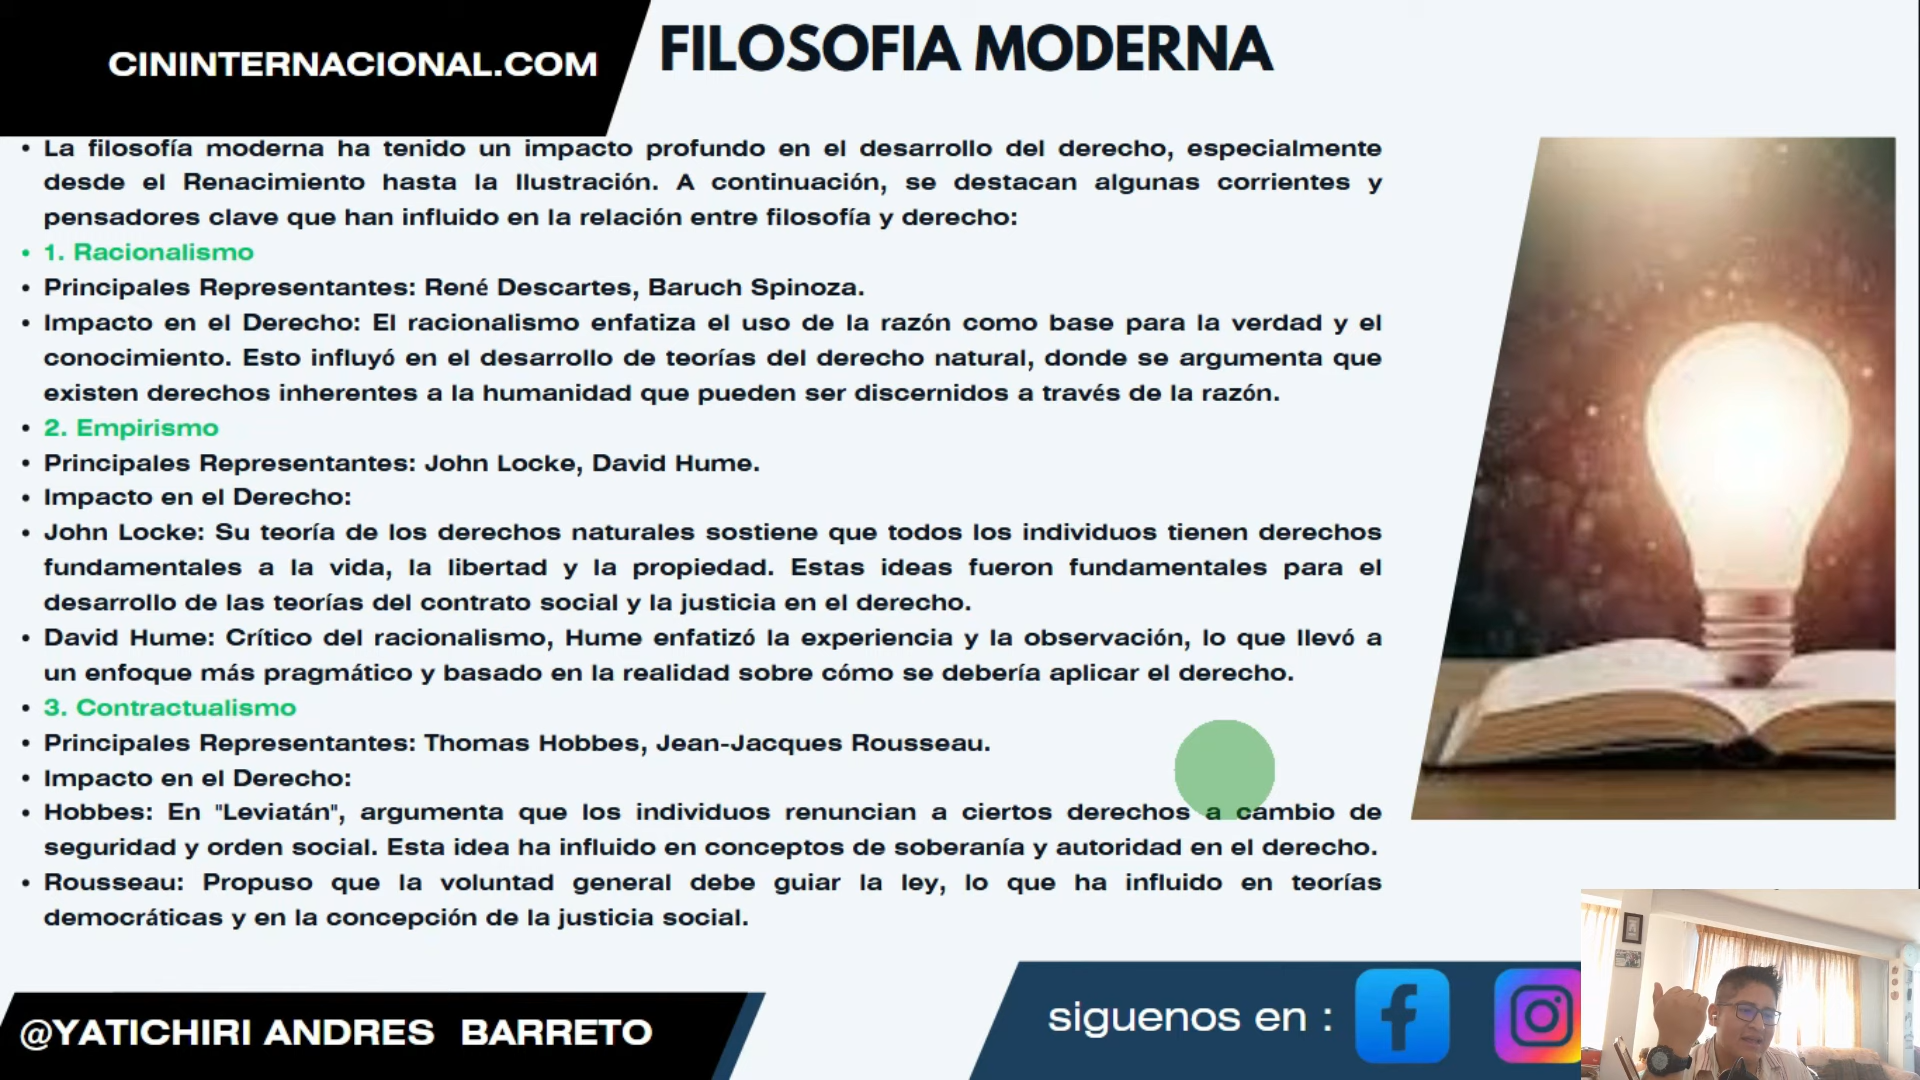 CININTERNACIONAL.COM
FILOSOFIA MODERNA
• La filosofía moderna ha tenido un impacto profundo en el desarrollo del derecho, especialmente
desde el Renacimiento hasta la Ilustración. A continuación, se destacan algunas corrientes y
pensadores clave que han influido en la relación entre filosofía y derecho:
• 1. Racionalismo
• Principales Representantes: René Descartes, Baruch Spinoza.
• Impacto en el Derecho: El racionalismo enfatiza el uso de la razón como base para la verdad y el
conocimiento. Esto influyó en el desarrollo de teorías del derecho natural, donde se argumenta que
existen derechos inherentes a la humanidad que pueden ser discernidos a través de la razón.
• 2. Empirismo
• Principales Representantes: John Locke, David Hume.
• Impacto en el Derecho:
• John Locke: Su teoría de los derechos naturales sostiene que todos los individuos tienen derechos
fundamentales a la vida, la libertad y la propiedad. Estas ideas fueron fundamentales para el
desarrollo de las teorías del contrato social y la justicia en el derecho.
• David Hume: Crítico del racionalismo, Hume enfatizó la experiencia y la observación, lo que llevó a
un enfoque más pragmático y basado en la realidad sobre cómo se debería aplicar el derecho.
• 3. Contractualismo
• Principales Representantes: Thomas Hobbes, Jean-Jacques Rousseau.
• Impacto en el Derecho:
• Hobbes: En "Leviatán", argumenta que los individuos renuncian a ciertos derechos a cambio de
seguridad y orden social. Esta idea ha influido en conceptos de soberanía y autoridad en el derecho.
• Rousseau: Propuso que la voluntad general debe guiar la ley, lo que ha influido en teorías
democráticas y en la concepción de la justicia social.
@YATICHIRI ANDRES BARRETO
siguenos en :